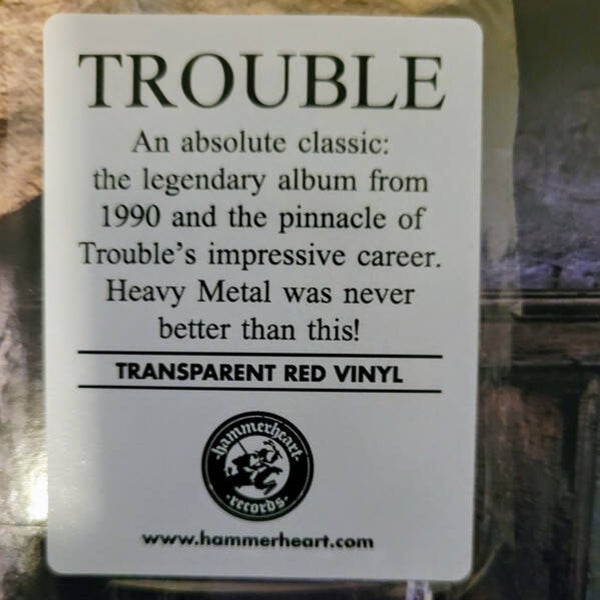 TROUBLE
An absolute classic:
the legendary album from
1990 and the pinnacle of
Trouble's impressive career.
Heavy Metal was never
better than this!
TRANSPARENT RED VINYL
hammerheart
records
www.hammerheart.com